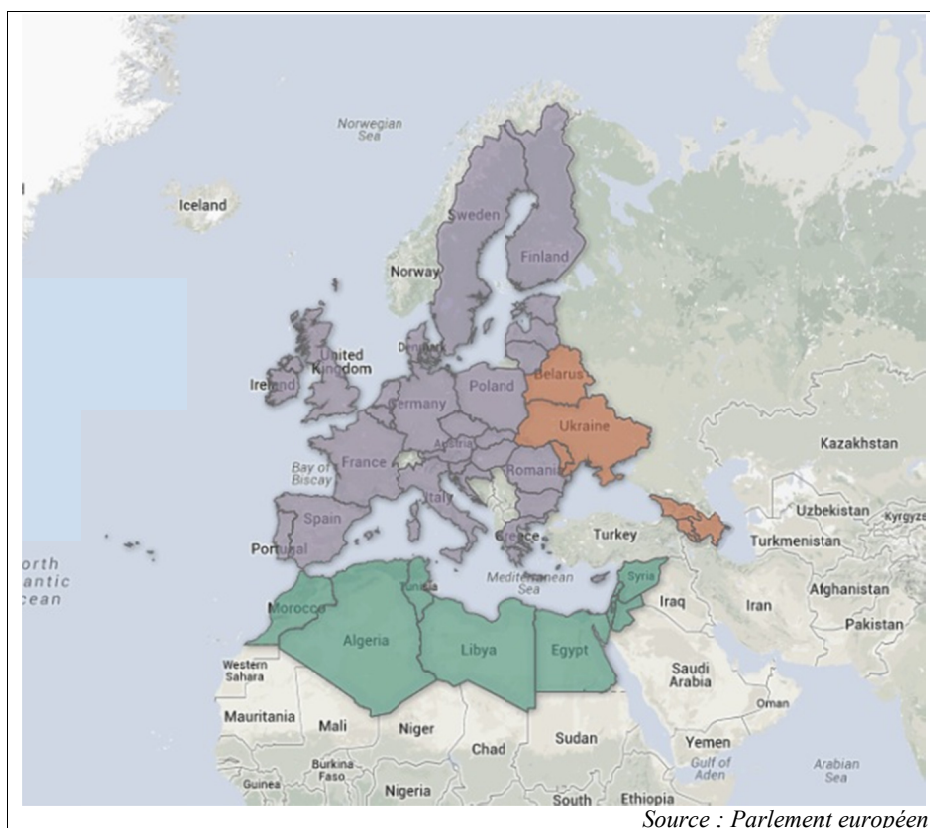 Norwegian
Sea
Iceland
Sweden
Finland
Norway
Denmark
United
Kingdom
Ireland
Belarus
Poland
Germany
Ukraine
Austria
France
Kazakhstan
Bay of
Biscay
Romania
Italy
Uzbekistan
Kyrgyzs
Spain
Turkey
Greece
Turkmenistan
Portugal
orth
antic
cean
Mediterranean
Sea
Syria
Tunisia
Afghanistan
Iraq
Iran
Morocco
Pakistan
Algeria
Libya
Egypt
Western
Sahara
Saudi
Arabia
Oman
Mauritania
Mali
Niger
Sudan
Chad
Yemen
Gulf of
Aden
Arabian
Sea
Burkina
Faso
Guinea
Nigeria
South
Ethiopia
Source : Parlement européen